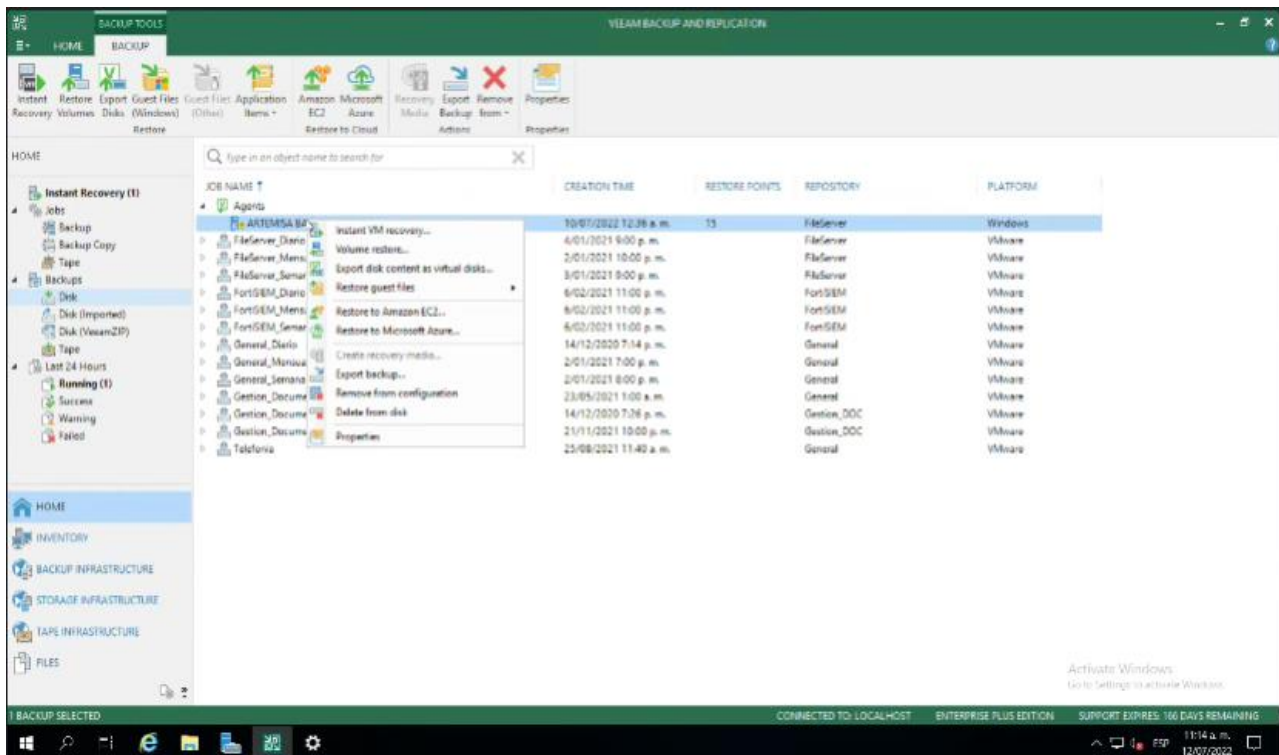 BACKUP TOOLS
VEEAM BACKUP AND REPLICATION
HOME BACKUP
Instant Recovery
Restore Volumes
Export Disks
Guest Files (Windows)
Guest Files (Other)
Application Items
Amazon EC2
Microsoft Azure
Recovery Media
Export Backup
Remove from
Properties
Restore
Restore to Cloud
Actions
Properties
HOME
Instant Recovery (1)
Jobs
Backup
Backup Copy
Tape
Backups
Disk
Disk (Imported)
Disk (VeeamZIP)
Tape
Last 24 Hours
Running (1)
Success
Warning
Failed
HOME
INVENTORY
BACKUP INFRASTRUCTURE
STORAGE INFRASTRUCTURE
TAPE INFRASTRUCTURE
FILES
Type in an object name to search for
JOB NAME CREATION TIME RESTORE POINTS REPOSITORY PLATFORM
Agents
ARTEMISA 10/07/2022 12:36 a. m. 15 FileServer Windows
FileServer_Diario 4/01/2021 9:00 p. m. FileServer VMware
FileServer_Mensu 2/01/2021 10:00 p. m. FileServer VMware
FileServer_Semar 3/01/2021 9:00 p. m. FileServer VMware
FortiSIEM_Diario 6/02/2021 11:00 p. m. FortiSIEM VMware
FortiSIEM_Mens 6/02/2021 11:00 p. m. FortiSIEM VMware
FortiSIEM_Semar 6/02/2021 11:00 p. m. FortiSIEM VMware
General_Diario 14/12/2020 7:14 p. m. General VMware
General_Mensua 2/01/2021 7:00 p. m. General VMware
General_Semana 2/01/2021 8:00 p. m. General VMware
Gestion_Docume 23/05/2021 1:00 a. m. General VMware
Gestion_Docume 14/12/2020 7:26 p. m. Gestion_DOC VMware
Gestion_Docume 21/11/2021 10:00 p. m. Gestion_DOC VMware
Telefonia 25/08/2021 11:40 a. m. General VMware
Instant VM recovery...
Volume restore...
Export disk content as virtual disks...
Restore guest files
Restore to Amazon EC2...
Restore to Microsoft Azure...
Create recovery media...
Export backup...
Remove from configuration
Delete from disk
Properties
Activate Windows
Go to Settings to activate Windows.
1 BACKUP SELECTED
CONNECTED TO: LOCALHOST ENTERPRISE PLUS EDITION SUPPORT EXPIRES: 166 DAYS REMAINING
ESP
11:14 a. m.
12/07/2022